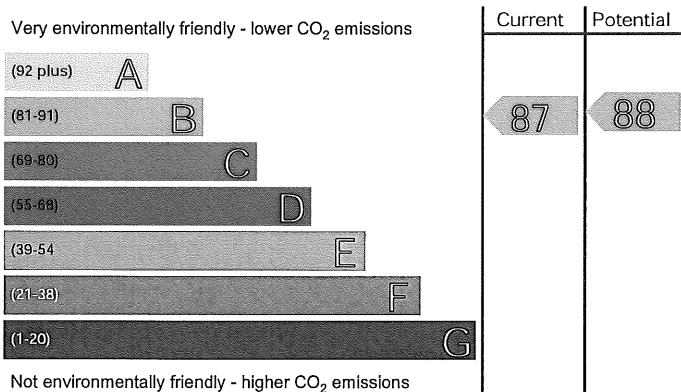 Very environmentally friendly - lower CO₂ emissions
Current
Potential
(92 plus) A
(81-91) B
87
88
(69-80) C
(55-68) D
(39-54 E
(21-38) F
(1-20) G
Not environmentally friendly - higher CO₂ emissions